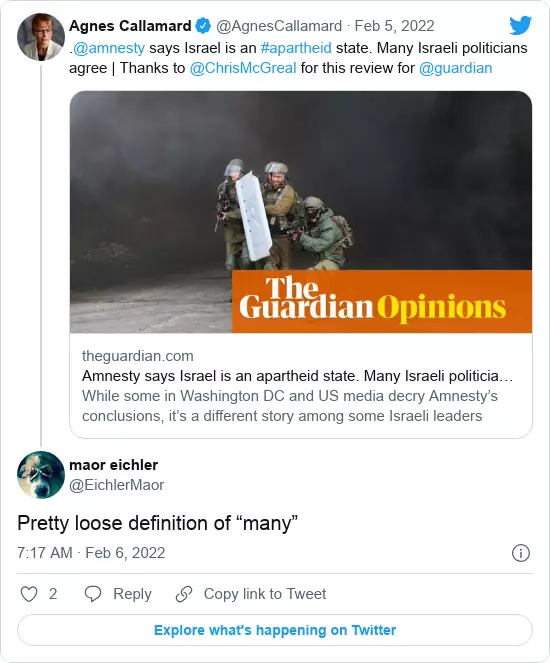 Agnes Callamard @AgnesCallamard · Feb 5, 2022
.@amnesty says Israel is an #apartheid state. Many Israeli politicians
agree | Thanks to @ChrisMcGreal for this review for @guardian
The
Guardian Opinions
theguardian.com
Amnesty says Israel is an apartheid state. Many Israeli politicia…
While some in Washington DC and US media decry Amnesty’s
conclusions, it’s a different story among some Israeli leaders
maor eichler
@EichlerMaor
Pretty loose definition of “many”
7:17 AM · Feb 6, 2022
2 Reply Copy link to Tweet
Explore what's happening on Twitter